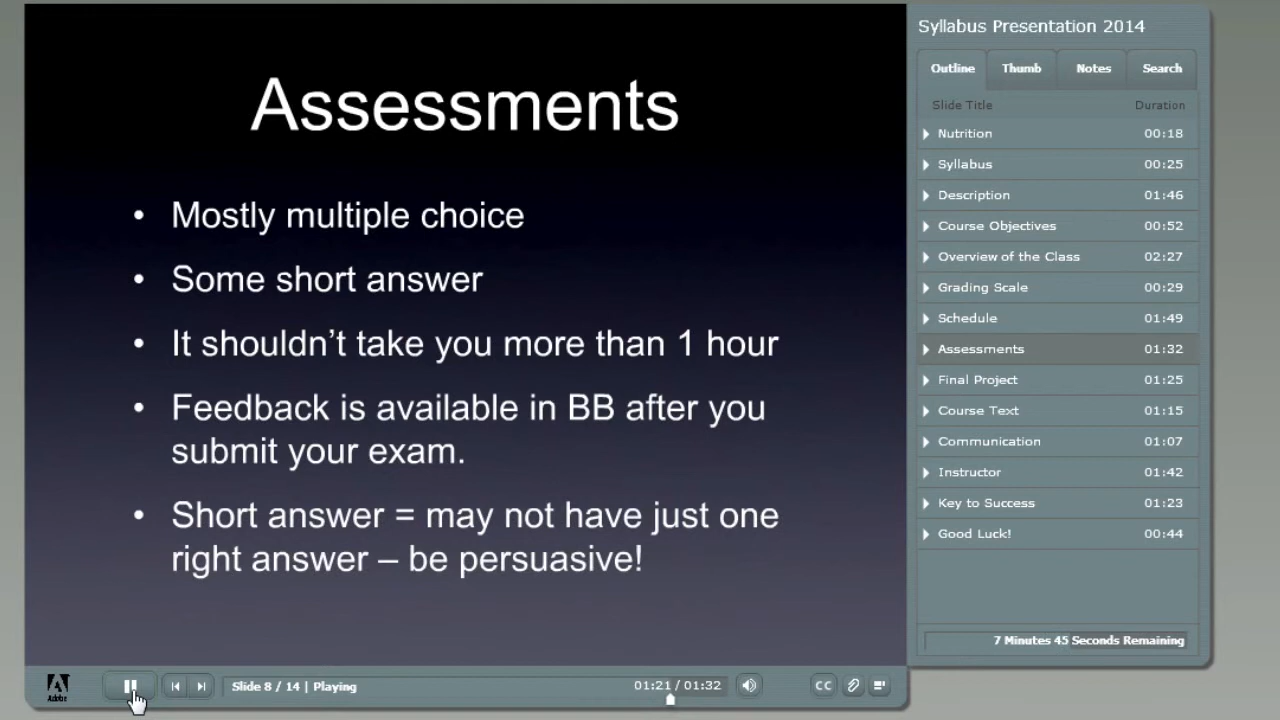 Assessments
• Mostly multiple choice
• Some short answer
• It shouldn't take you more than 1 hour
• Feedback is available in BB after you
submit your exam.
• Short answer = may not have just one
right answer – be persuasive!
Syllabus Presentation 2014
Outline Thumb Notes Search
Slide Title Duration
Nutrition 00:18
Syllabus 00:25
Description 01:46
Course Objectives 00:52
Overview of the Class 02:27
Grading Scale 00:29
Schedule 01:49
Assessments 01:32
Final Project 01:25
Course Text 01:15
Communication 01:07
Instructor 01:42
Key to Success 01:23
Good Luck! 00:44
7 Minutes 45 Seconds Remaining
Adobe
Slide 8 / 14 | Playing 01:21 / 01:32 CC